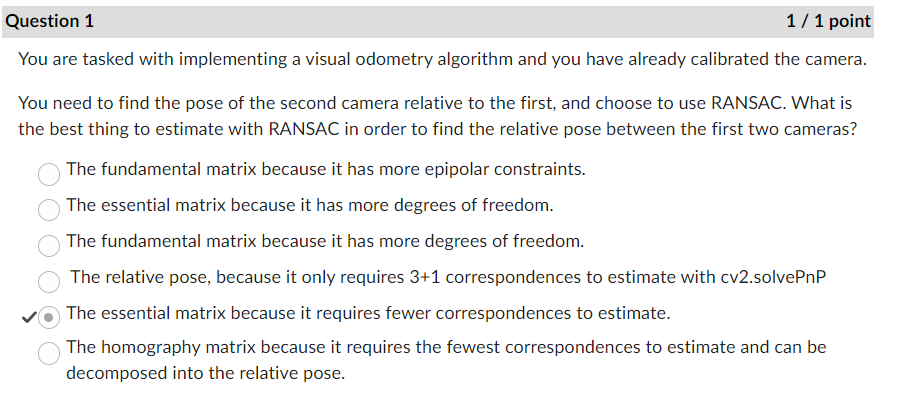 Question 1
1 / 1 point
You are tasked with implementing a visual odometry algorithm and you have already calibrated the camera.
You need to find the pose of the second camera relative to the first, and choose to use RANSAC. What is
the best thing to estimate with RANSAC in order to find the relative pose between the first two cameras?
The fundamental matrix because it has more epipolar constraints.
The essential matrix because it has more degrees of freedom.
The fundamental matrix because it has more degrees of freedom.
The relative pose, because it only requires 3+1 correspondences to estimate with cv2.solvePnP
The essential matrix because it requires fewer correspondences to estimate.
The homography matrix because it requires the fewest correspondences to estimate and can be
decomposed into the relative pose.